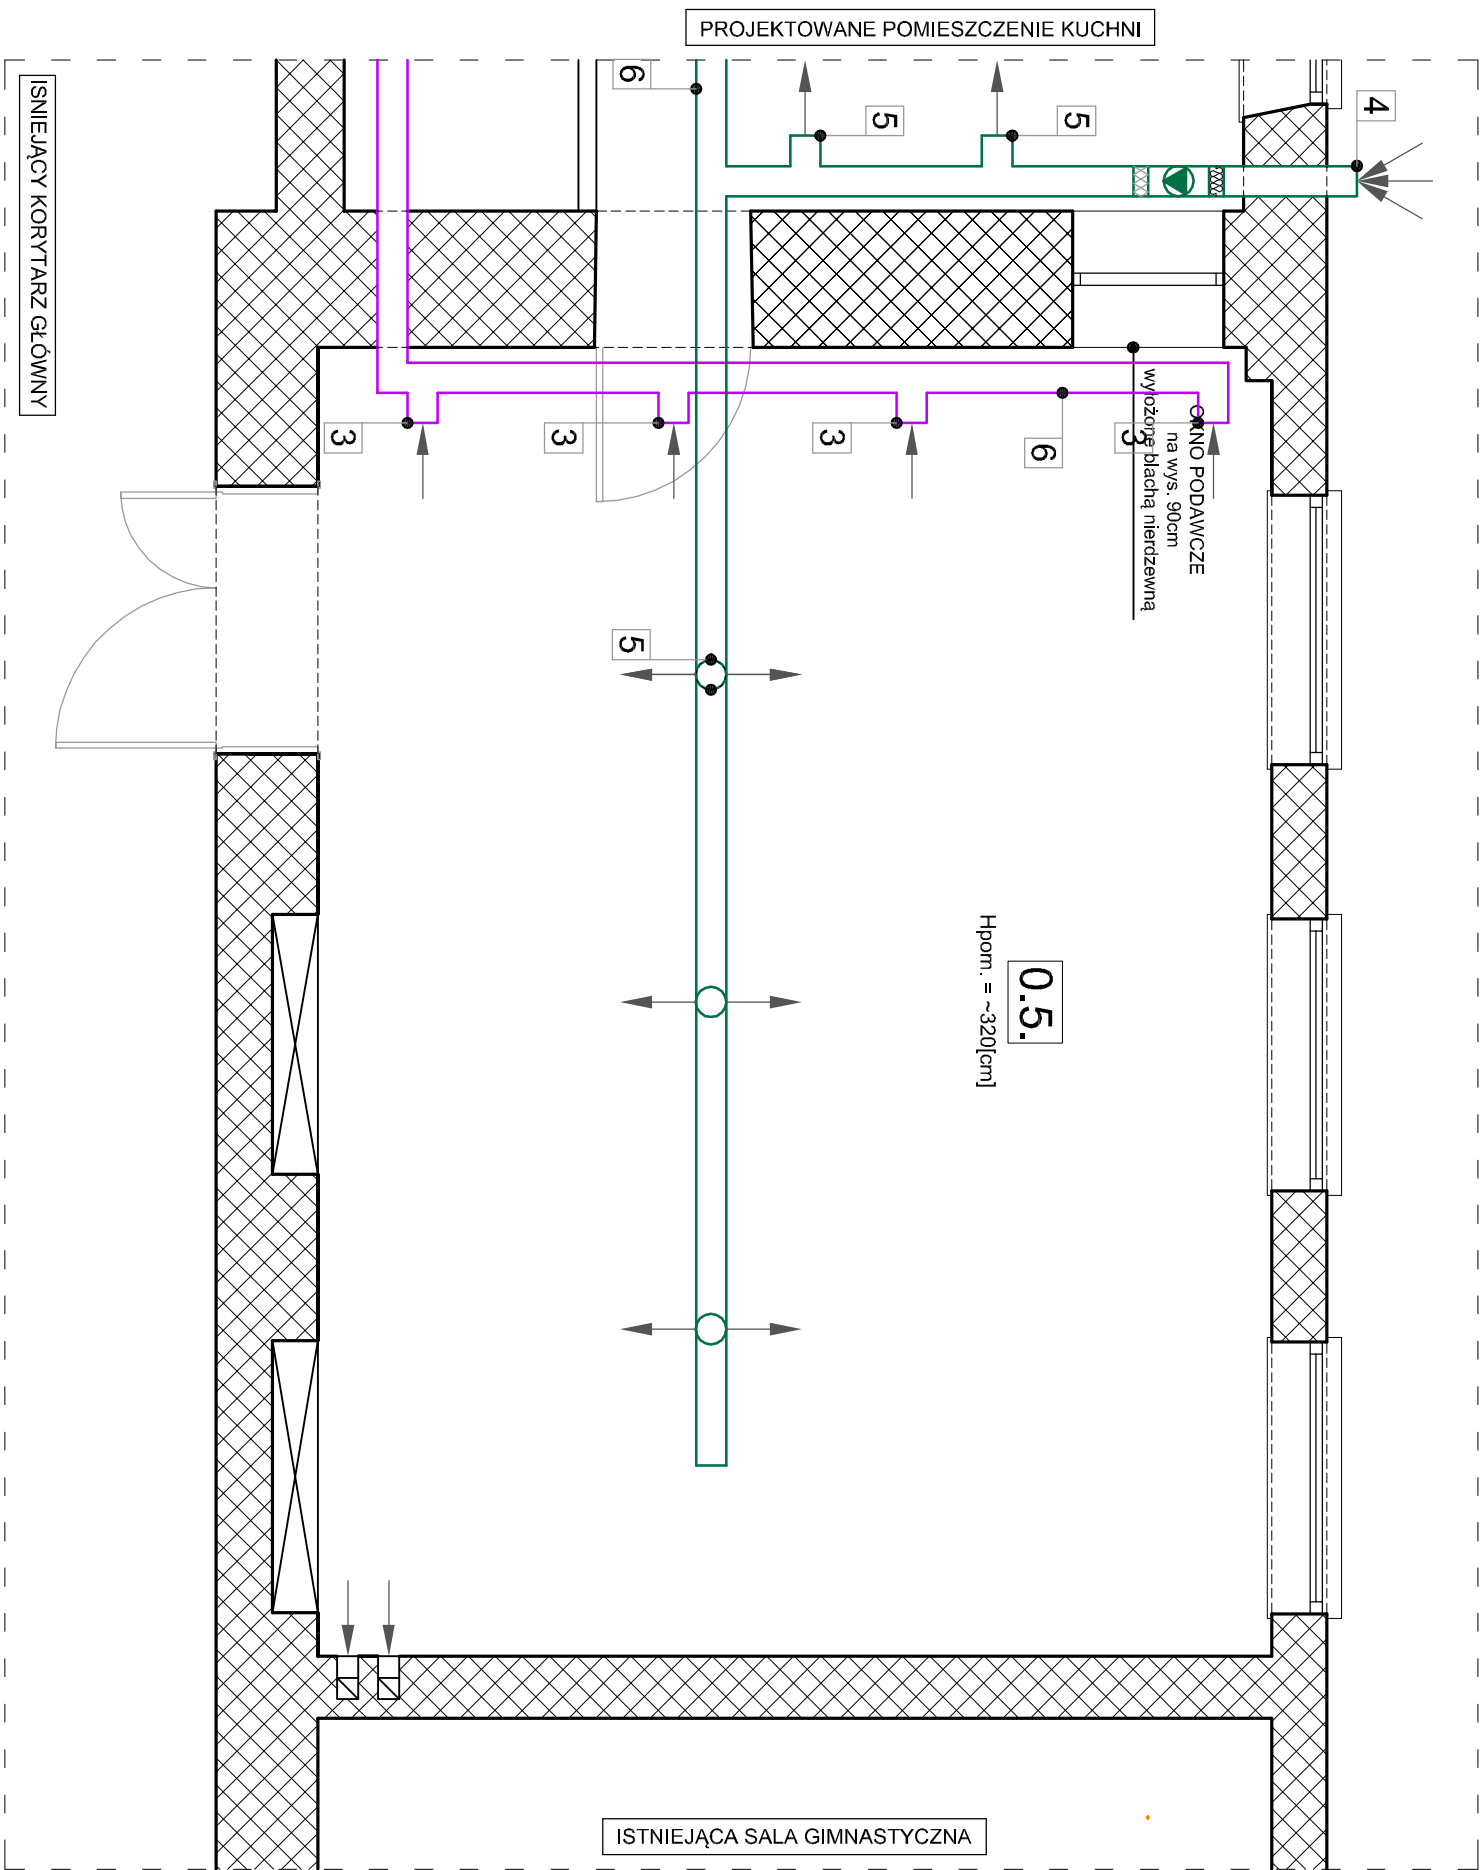 PROJEKTOWANE POMIESZCZENIE KUCHNI
ISNIEJĄCY KORYTARZ GŁÓWNY
6
5
5
4
3
3
3
6
3
OKNO PODAWCZE
na wys. 90cm
wyłożone blachą nierdzewną
5
0.5.
Hpom. = ~320[cm]
ISTNIEJĄCA SALA GIMNASTYCZNA